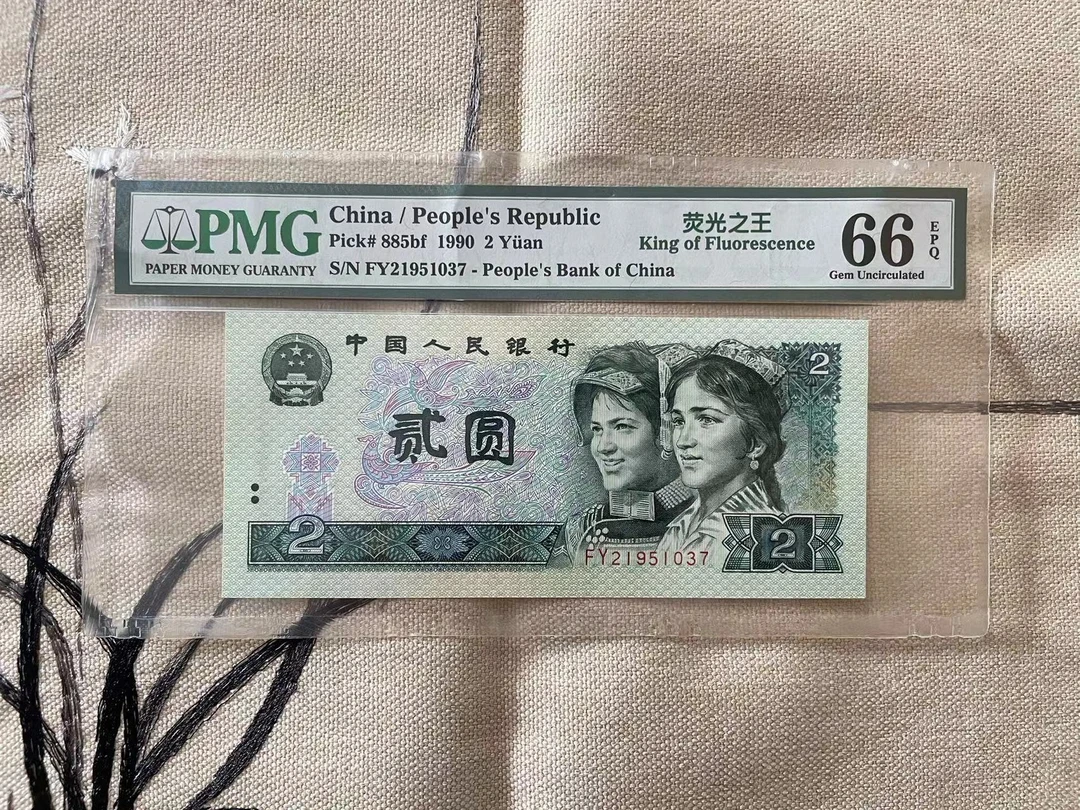 PMG
PAPER MONEY GUARANTY
China / People's Republic
Pick# 885bf 1990 2 Yüan
S/N FY21951037 - People's Bank of China
荧光之王
King of Fluorescence
66
EPQ
Gem Uncirculated
中国人民银行
2
贰圆
2
FY21951037
2